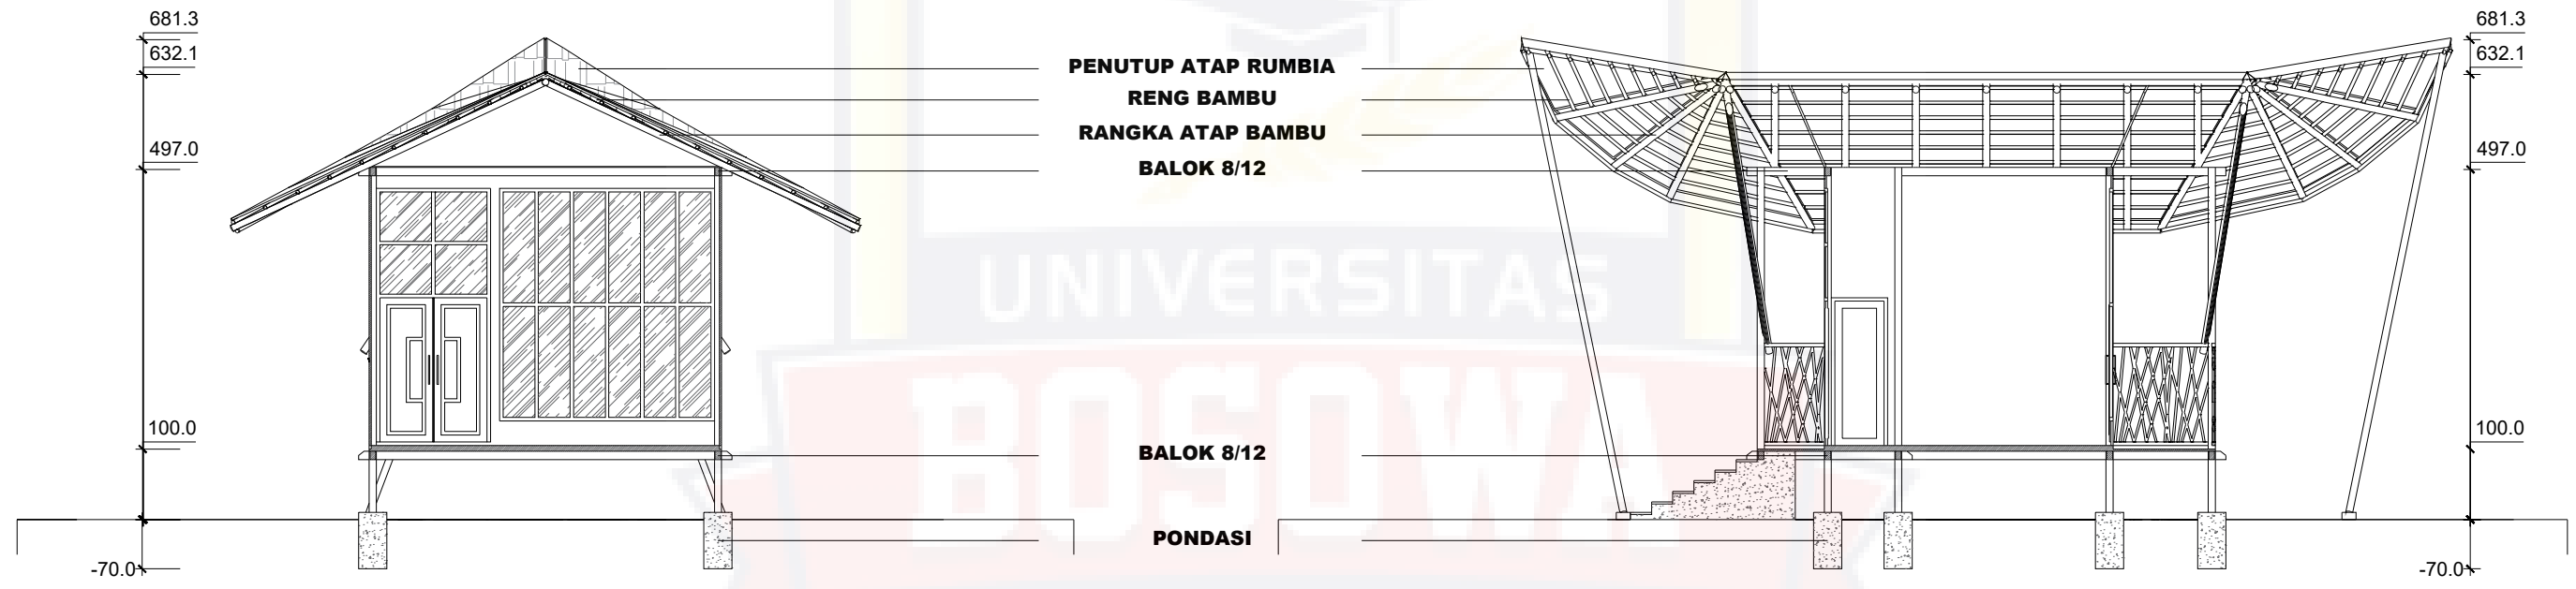 681.3
632.1
497.0
100.0
-70.0
PENUTUP ATAP RUMBIA
RENG BAMBU
RANGKA ATAP BAMBU
BALOK 8/12
BALOK 8/12
PONDASI
UNIVERSITAS
BOSOWA
681.3
632.1
497.0
100.0
-70.0